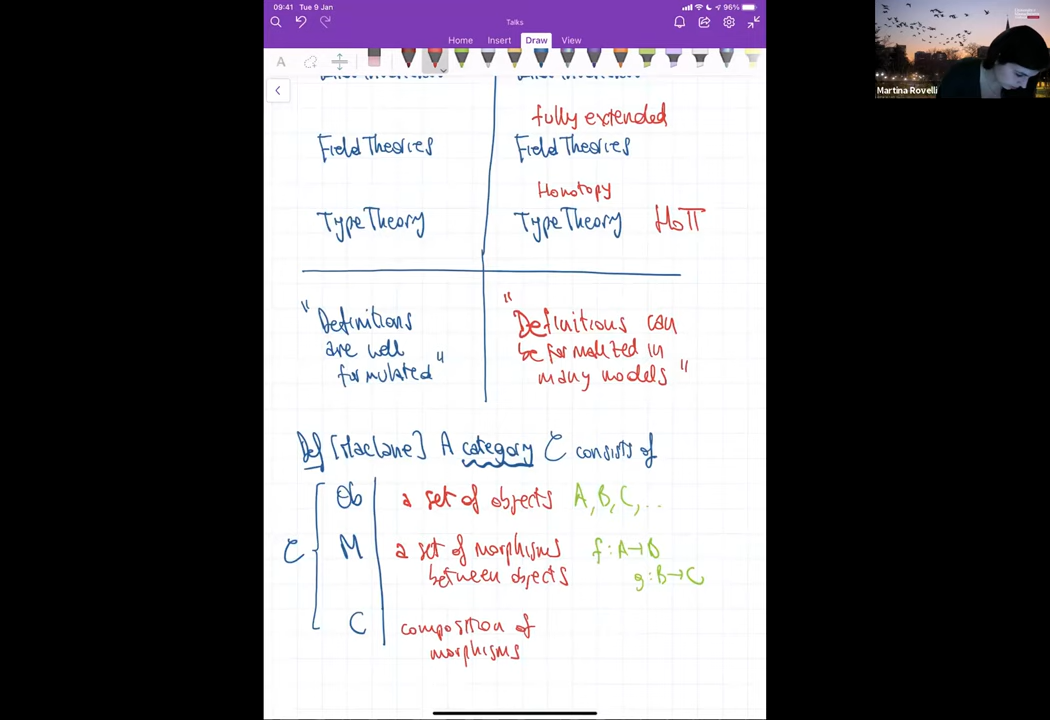 09:41 Tue 9 Jan
96%
Talks
Home Insert Draw View
Martina Rovelli
fully extended
Field Theories
Field Theories
Homotopy
Type Theory
Type Theory HoTT
"Definitions are well formulated"
"Definitions can be formalized in many models"
Def [MacLane] A category C consists of
Ob a set of objects A, B, C, ..
C M a set of morphisms f : A → B
between objects g : B → C
C composition of
morphisms